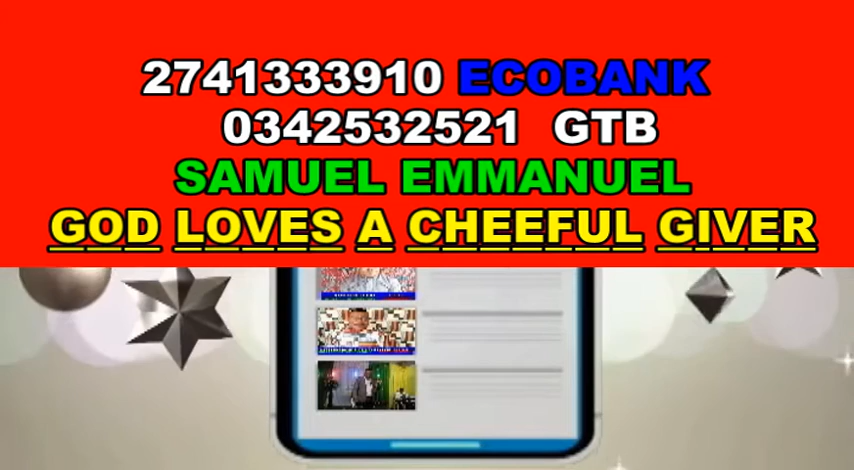 2741333910 ECOBANK
0342532521 GTB
SAMUEL EMMANUEL
GOD LOVES A CHEEFUL GIVER